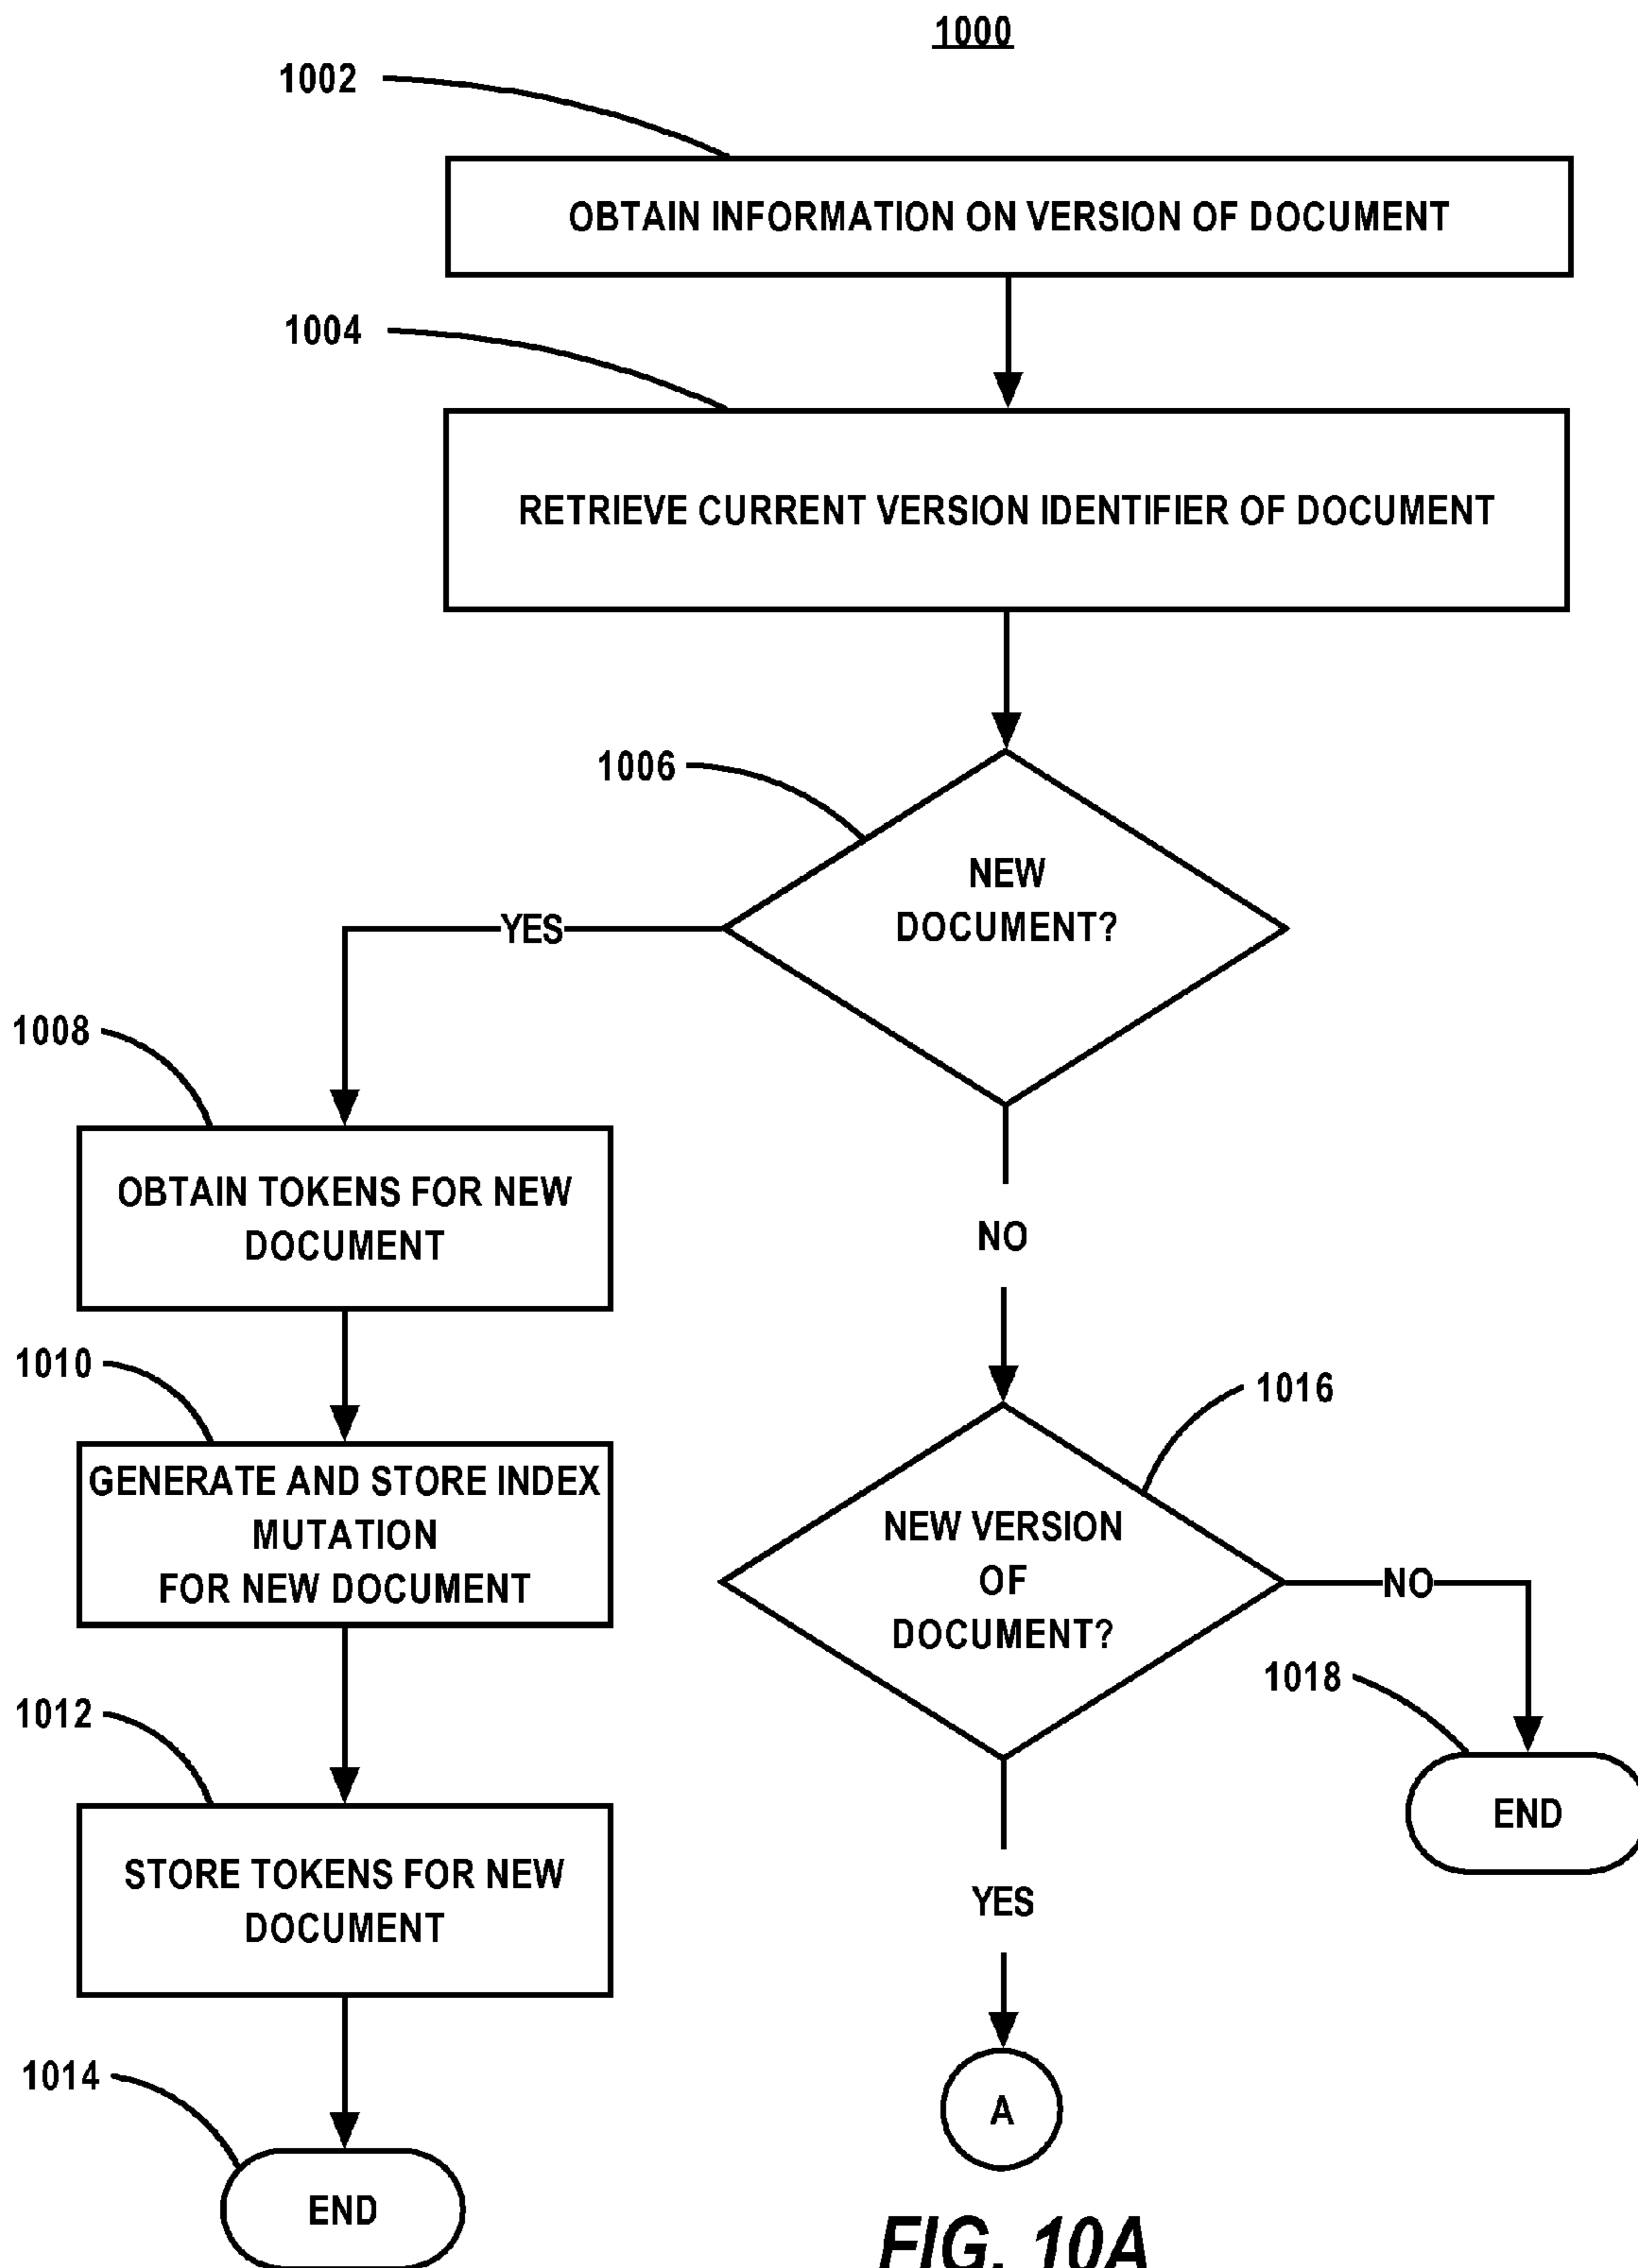 1000
1002
OBTAIN INFORMATION ON VERSION OF DOCUMENT
1004
RETRIEVE CURRENT VERSION IDENTIFIER OF DOCUMENT
1006
NEW
DOCUMENT?
YES
1008
OBTAIN TOKENS FOR NEW
DOCUMENT
NO
1010
GENERATE AND STORE INDEX
MUTATION
FOR NEW DOCUMENT
1016
NEW VERSION
OF
DOCUMENT?
NO
1018
END
1012
STORE TOKENS FOR NEW
DOCUMENT
YES
1014
END
A
FIG. 10A